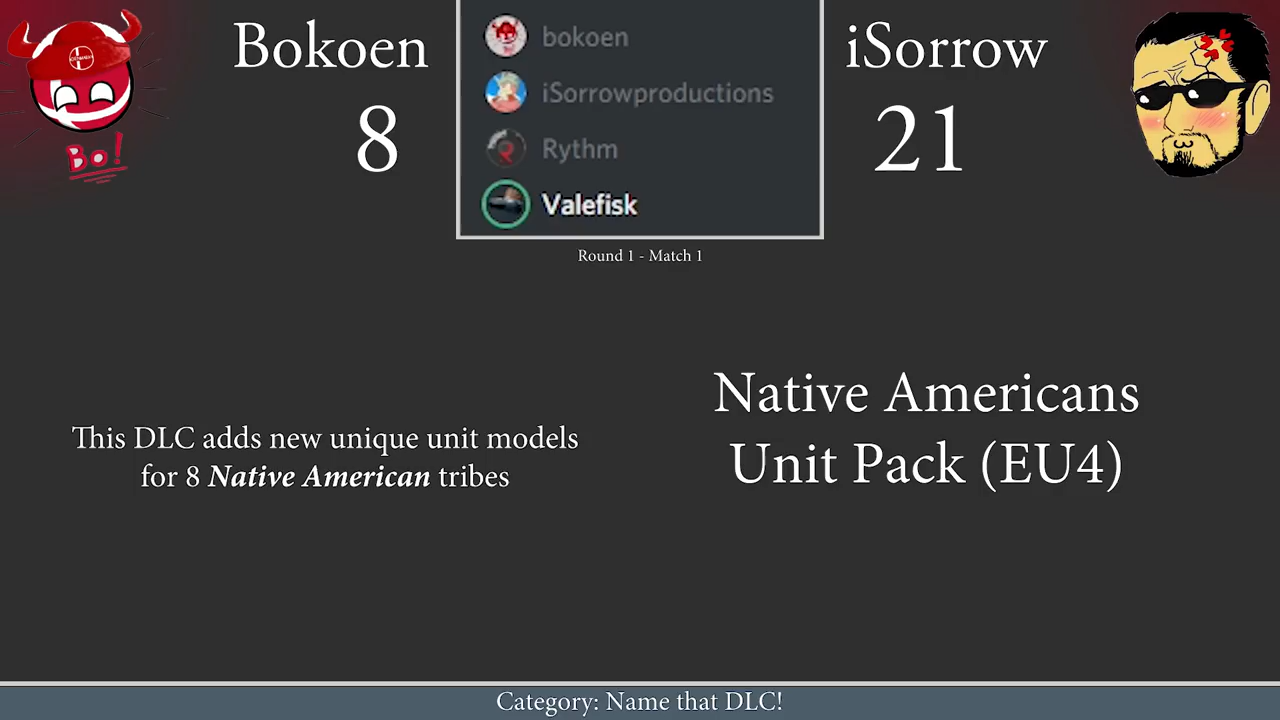 Bokoen
8
Bo!
bokoen
iSorrowproductions
Rythm
Valefisk
iSorrow
21
Round 1 - Match 1
This DLC adds new unique unit models
for 8 Native American tribes
Native Americans
Unit Pack (EU4)
Category: Name that DLC!